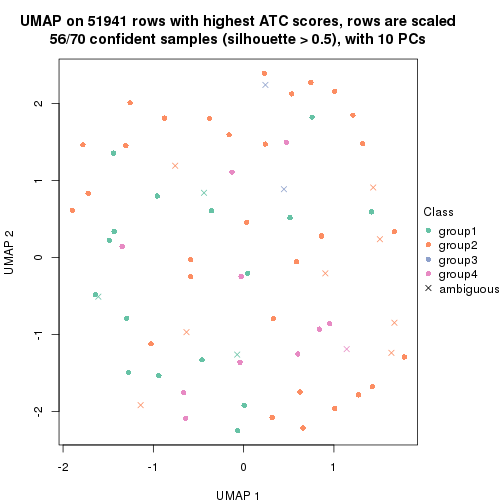 UMAP on 51941 rows with highest ATC scores, rows are scaled
56/70 confident samples (silhouette > 0.5), with 10 PCs
UMAP 2
2
1
0
-1
-2
-2
-1
0
1
UMAP 1
Class
group1
group2
group3
group4
ambiguous